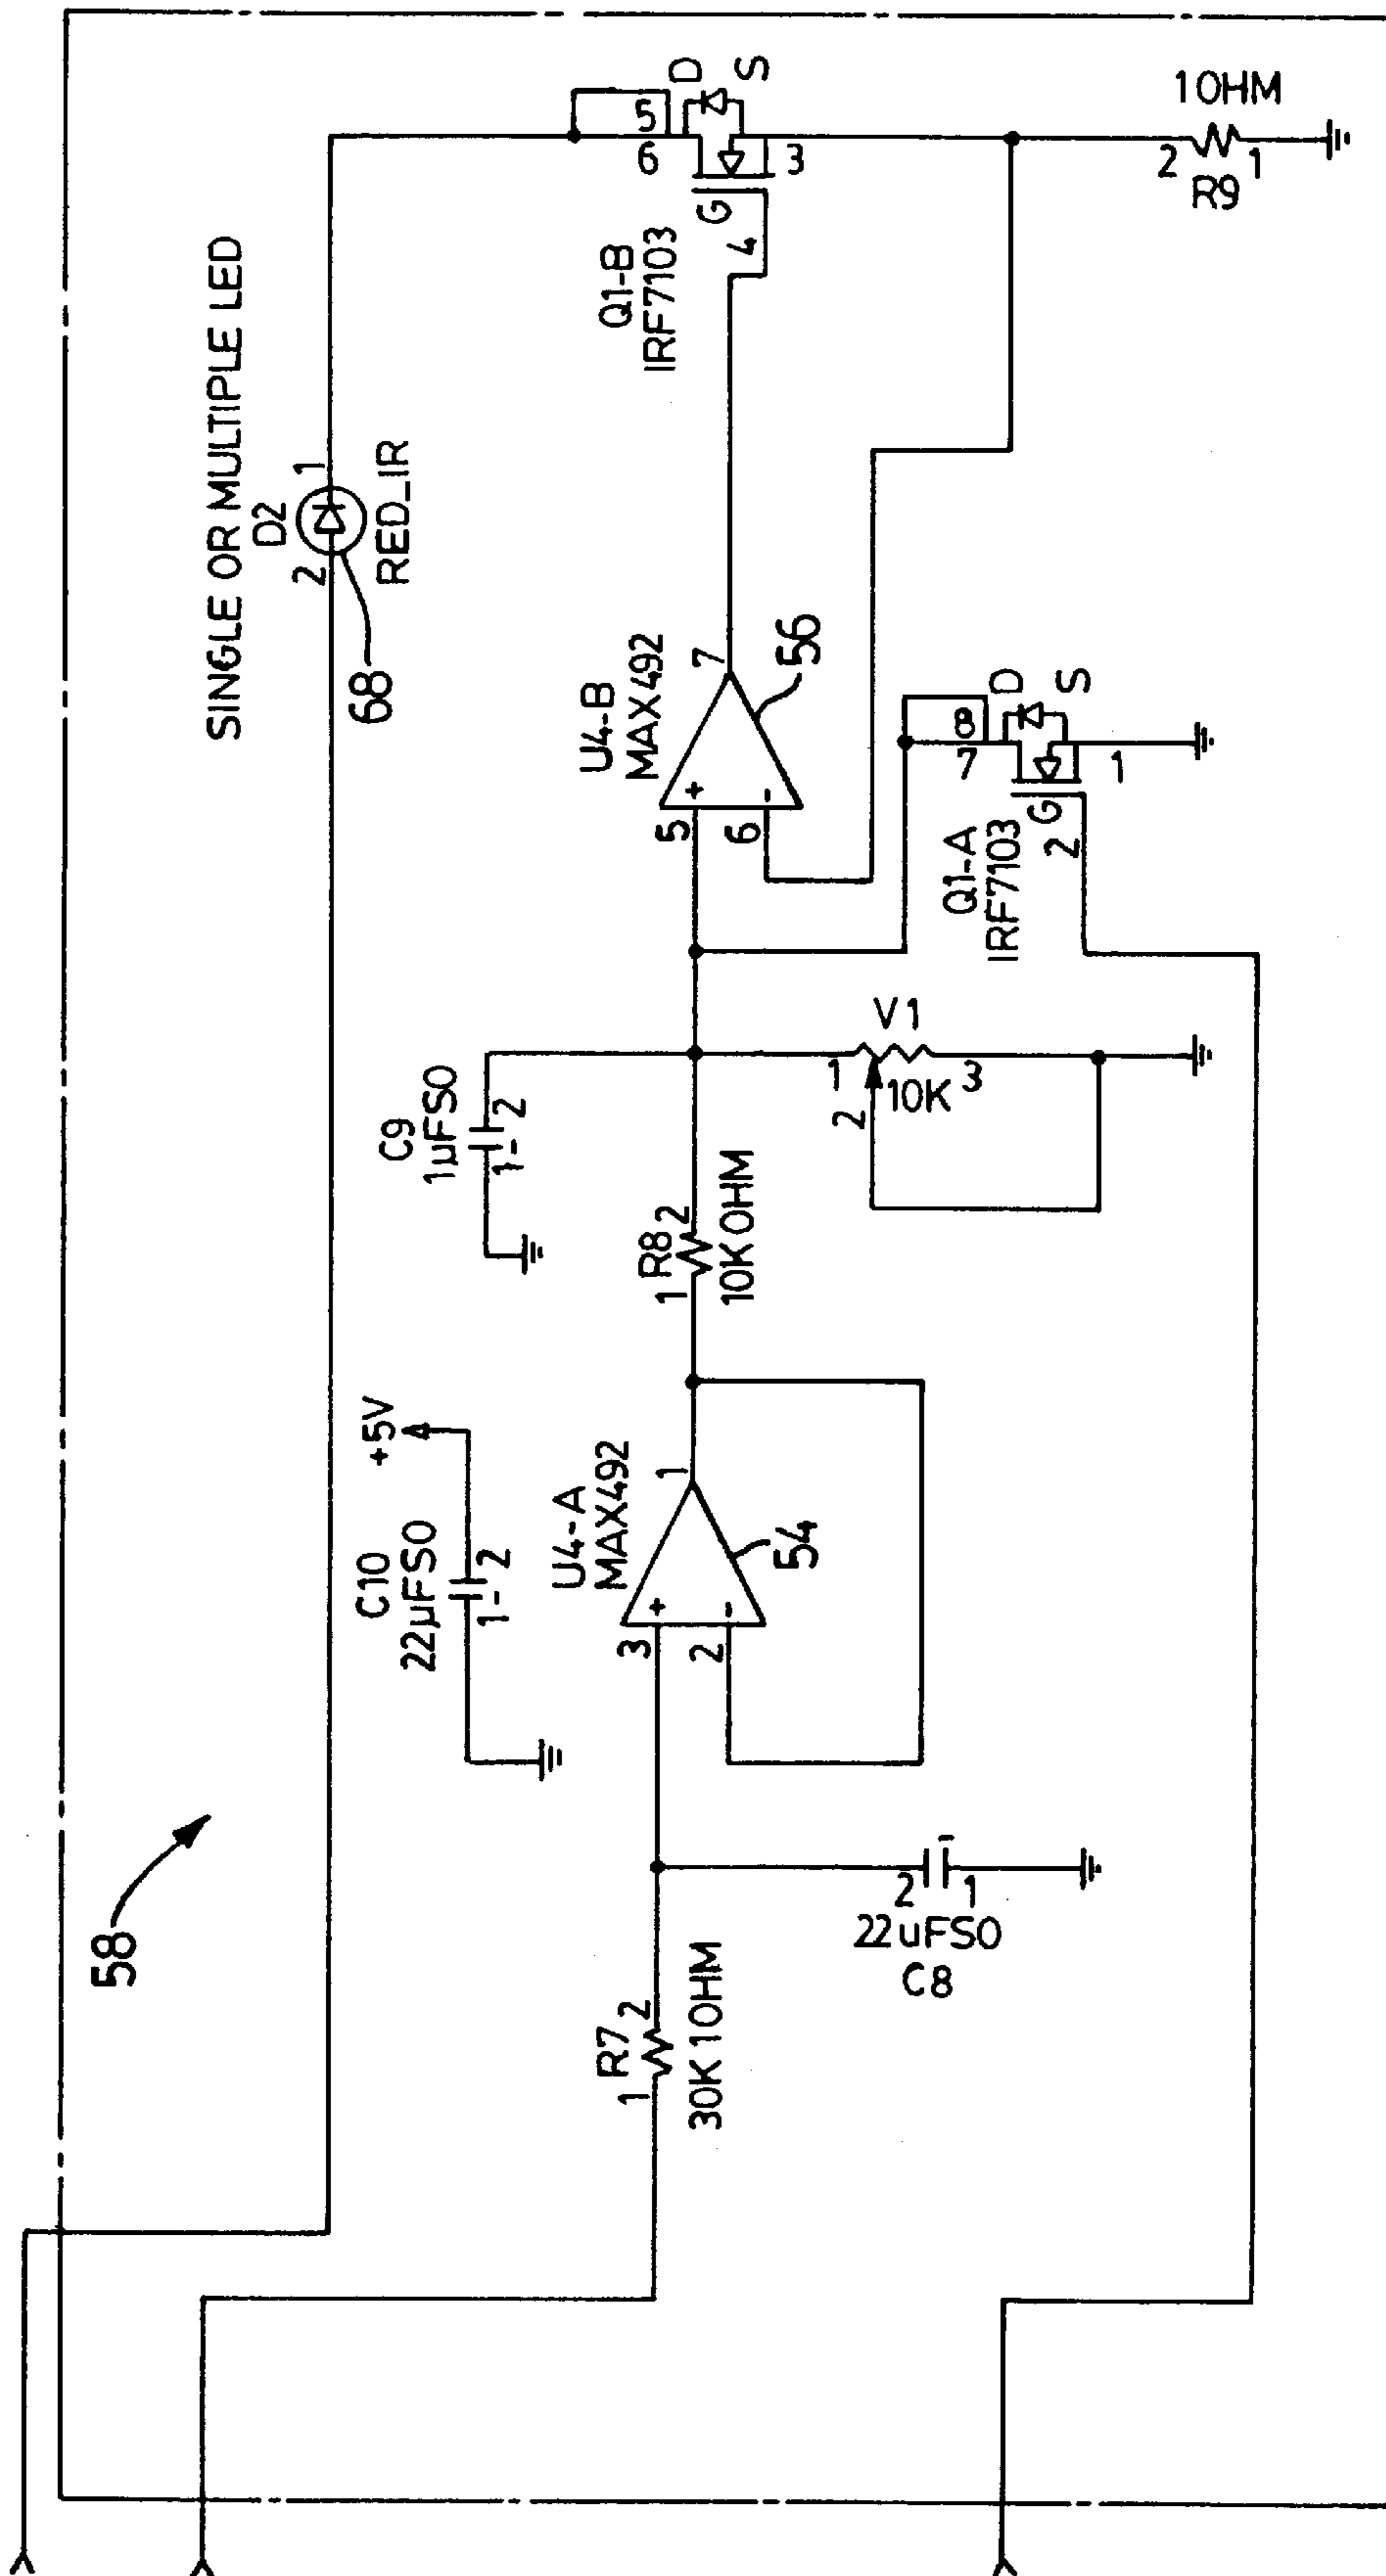 58
SINGLE OR MULTIPLE LED
D2
2 1
RED_IR
68
5
6
D
S
G
3
4
Q1-B
IRF7103
1OHM
2 1
R9
C10
22µFS0
1- 2
+5V
C9
1µFS0
1- 2
U4-A
MAX492
3
+
2
-
1
54
R8
1 2
10K OHM
U4-B
MAX492
5
+
6
-
7
56
V1
1
2
10K
3
8
7
D
S
G
1
2
Q1-A
IRF7103
R7
1 2
30K 1OHM
2
-
1
22uFS0
C8